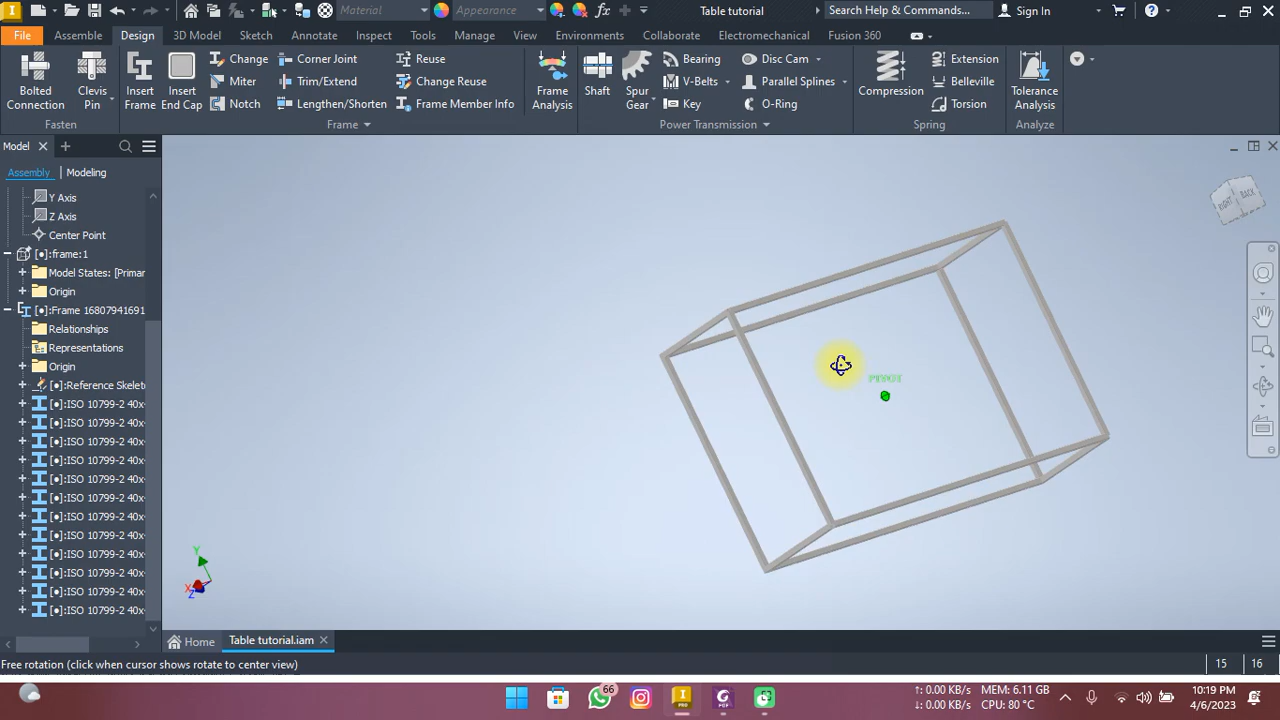 Material
Appearance
Table tutorial
Search Help & Commands...
Sign In
File
Assemble
Design
3D Model
Sketch
Annotate
Inspect
Tools
Manage
View
Environments
Collaborate
Electromechanical
Fusion 360
Bolted Connection
Clevis Pin
Fasten
Insert Frame
Insert End Cap
Change
Miter
Notch
Corner Joint
Trim/Extend
Lengthen/Shorten
Reuse
Change Reuse
Frame Member Info
Frame
Frame Analysis
Shaft
Spur Gear
Bearing
V-Belts
Key
Disc Cam
Parallel Splines
O-Ring
Power Transmission
Compression
Extension
Belleville
Torsion
Spring
Tolerance Analysis
Analyze
Model
Assembly
Modeling
Y Axis
Z Axis
Center Point
[•]:frame:1
Model States: [Primar
Origin
[•]:Frame 16807941691
Relationships
Representations
Origin
[•]:Reference Skelet
[•]:ISO 10799-2 40x
[•]:ISO 10799-2 40x
[•]:ISO 10799-2 40x
[•]:ISO 10799-2 40x
[•]:ISO 10799-2 40x
[•]:ISO 10799-2 40x
[•]:ISO 10799-2 40x
[•]:ISO 10799-2 40x
[•]:ISO 10799-2 40x
[•]:ISO 10799-2 40x
[•]:ISO 10799-2 40x
[•]:ISO 10799-2 40x
RIGHT
BACK
PIVOT
Y
X
Z
Home
Table tutorial.iam
Free rotation (click when cursor shows rotate to center view)
15
16
66
PRO
↑: 0.00 KB/s
↓: 0.00 KB/s
MEM: 6.11 GB
CPU: 80 °C
10:19 PM
4/6/2023